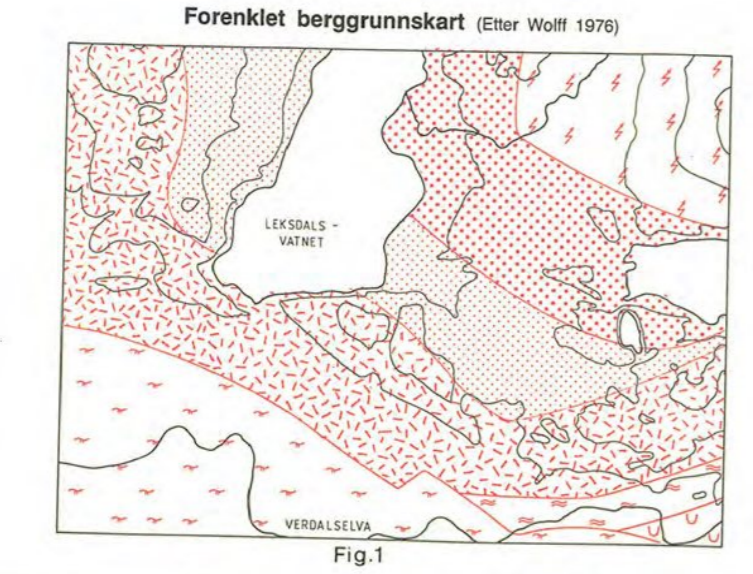 Forenklet berggrunnskart (Etter Wolff 1976)
LEKSDALS -
VATNET
VERDALSELVA
Fig.1